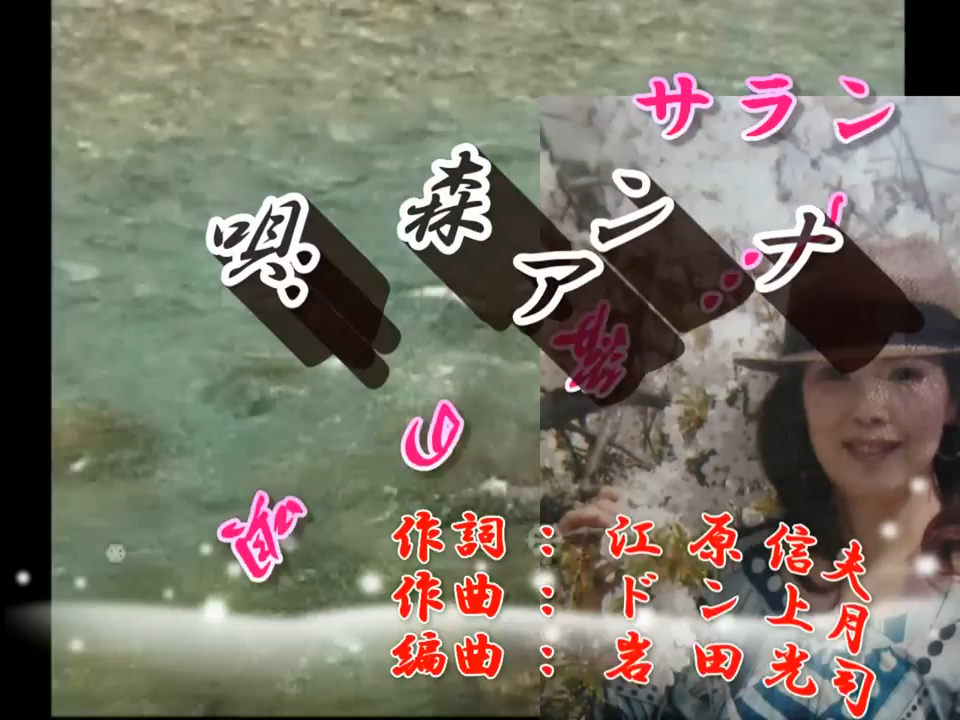 サラン
唄：森アンナ
作詞：江原信夫
作曲：ドン上月
編曲：岩田光司